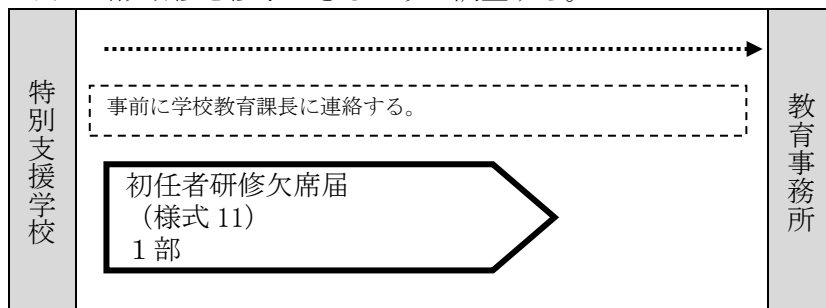 特別支援学校
事前に学校教育課長に連絡する。
初任者研修欠席届
（様式 11）
１部
教育事務所